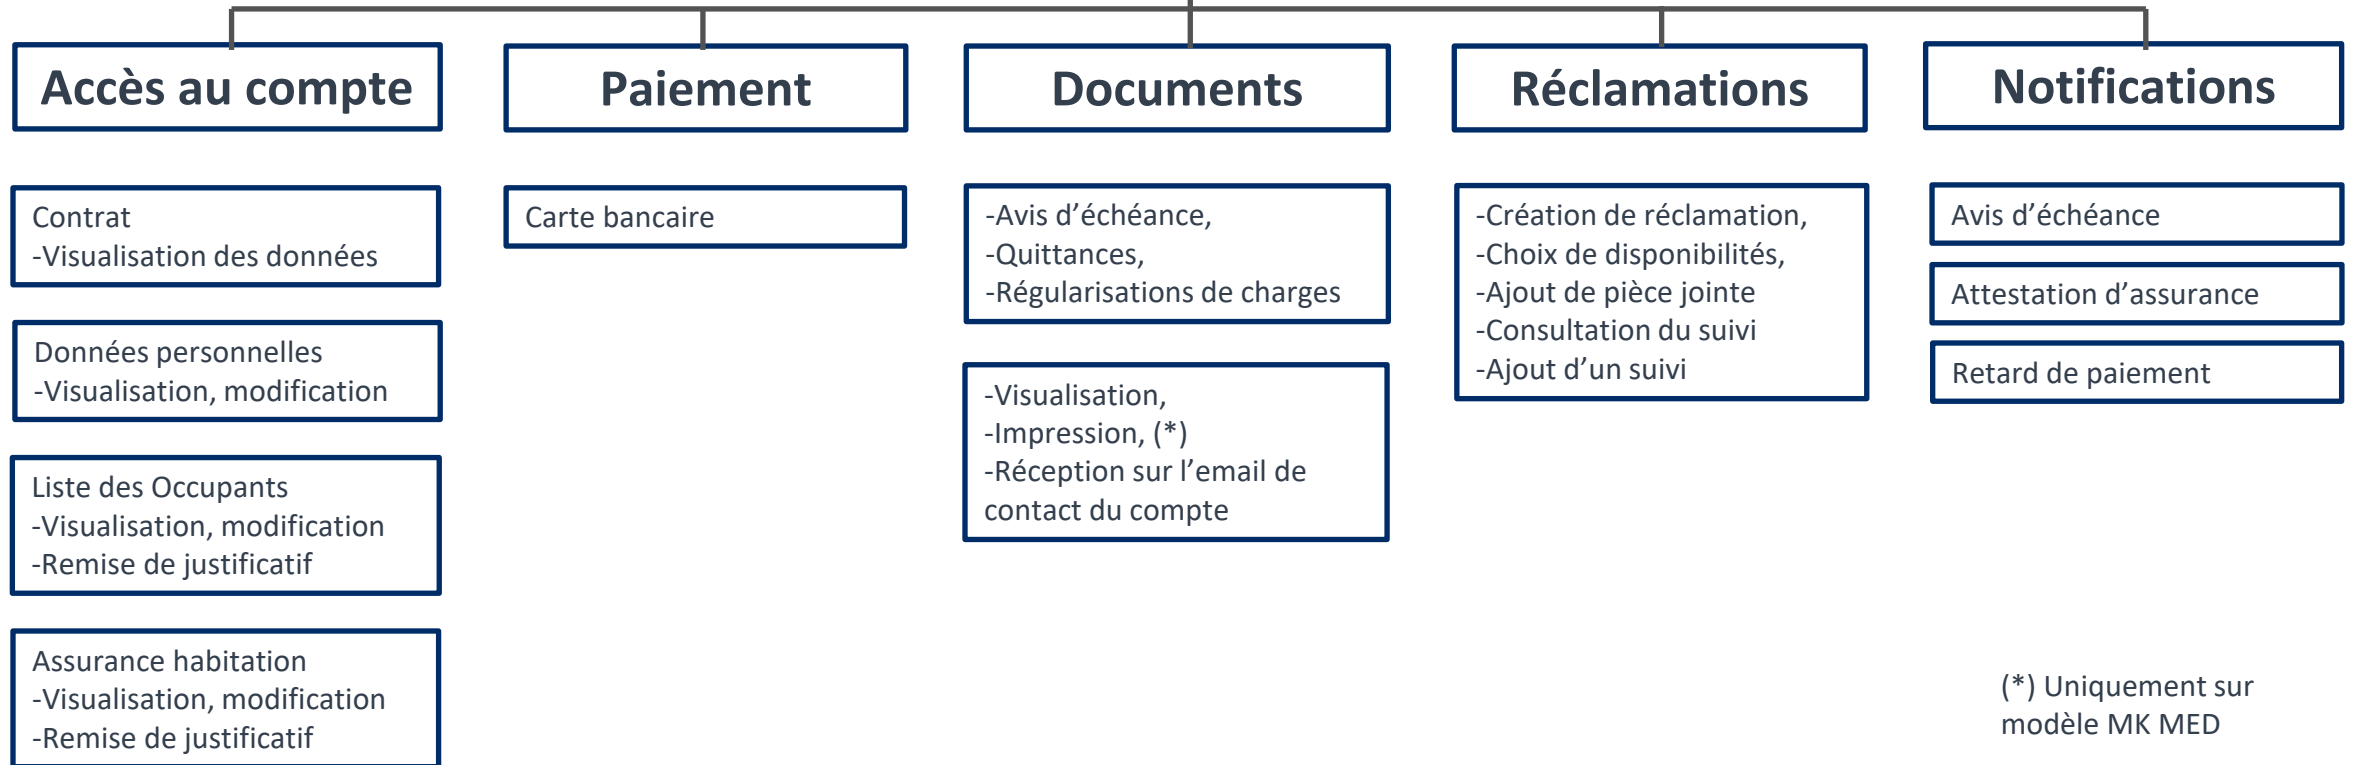 Accès au compte
Paiement
Documents
Réclamations
Notifications
Contrat
-Visualisation des données
Données personnelles
-Visualisation, modification
Liste des Occupants
-Visualisation, modification
-Remise de justificatif
Assurance habitation
-Visualisation, modification
-Remise de justificatif
Carte bancaire
-Avis d’échéance,
-Quittances,
-Régularisations de charges
-Visualisation,
-Impression, (*)
-Réception sur l’email de
contact du compte
-Création de réclamation,
-Choix de disponibilités,
-Ajout de pièce jointe
-Consultation du suivi
-Ajout d’un suivi
Avis d’échéance
Attestation d’assurance
Retard de paiement
(*) Uniquement sur
modèle MK MED